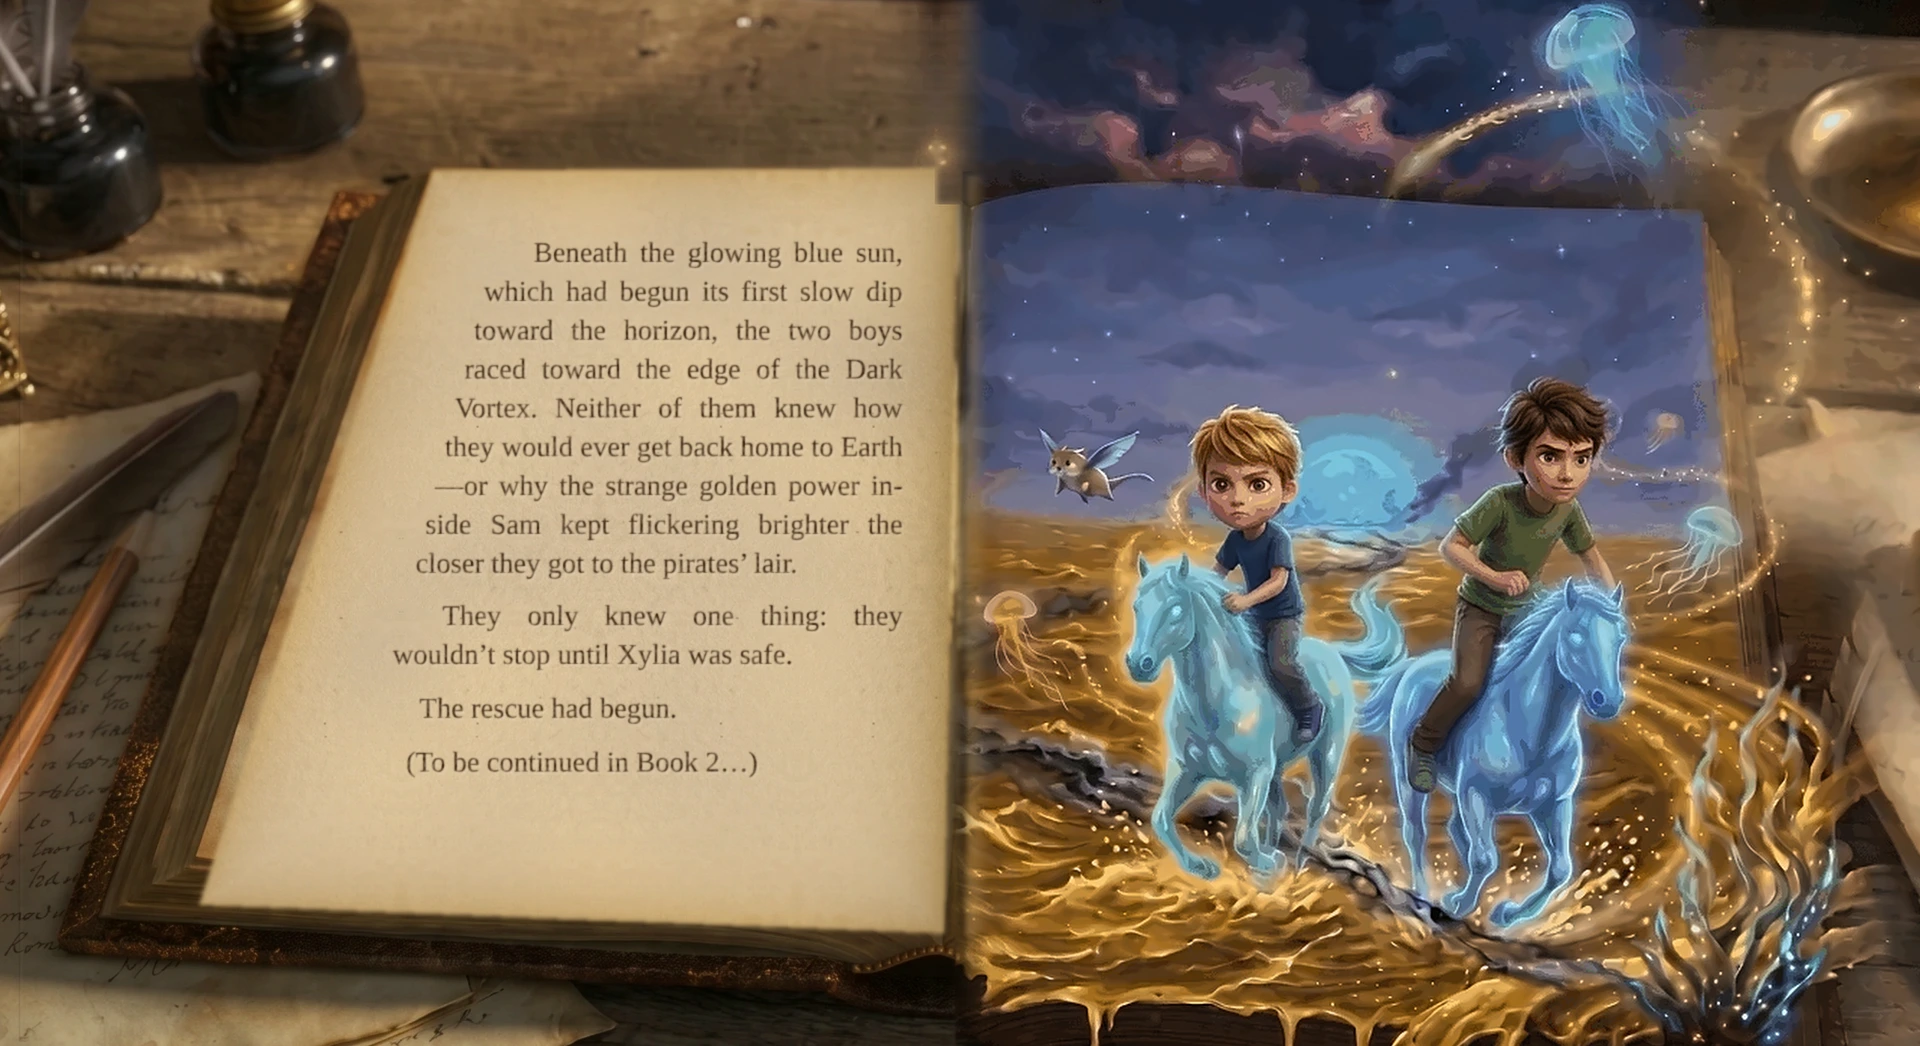 Beneath the glowing blue sun,
which had begun its first slow dip
toward the horizon, the two boys
raced toward the edge of the Dark
Vortex. Neither of them knew how
they would ever get back home to Earth
—or why the strange golden power in-
side Sam kept flickering brighter the
closer they got to the pirates’ lair.
They only knew one thing: they
wouldn’t stop until Xylia was safe.
The rescue had begun.
(To be continued in Book 2…)